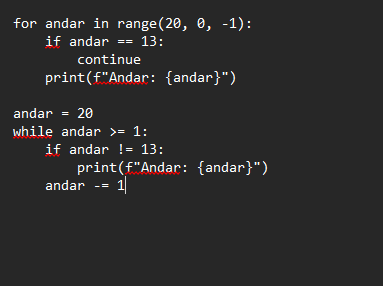 for andar in range(20, 0, -1):
    if andar == 13:
        continue
    print(f"Andar: {andar}")

andar = 20
while andar >= 1:
    if andar != 13:
        print(f"Andar: {andar}")
    andar -= 1